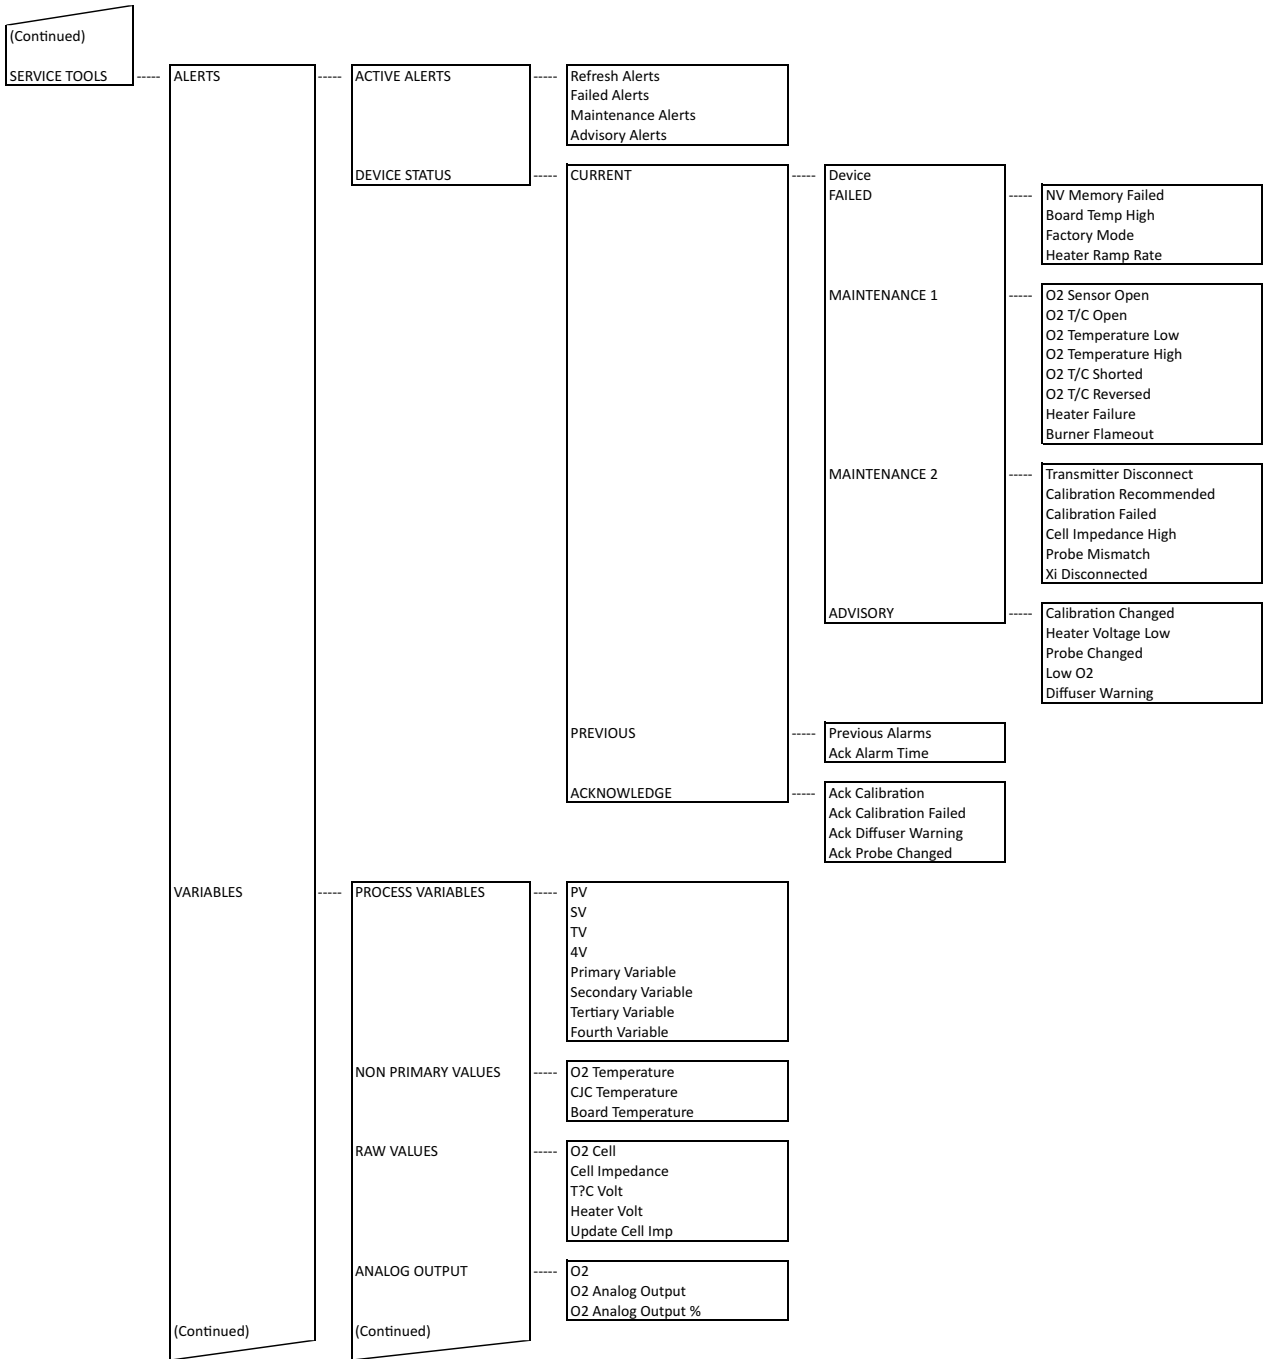 (Continued)
SERVICE TOOLS ----- ALERTS ----- ACTIVE ALERTS ----- Refresh Alerts
Failed Alerts
Maintenance Alerts
Advisory Alerts
DEVICE STATUS ----- CURRENT ----- Device
FAILED ----- NV Memory Failed
Board Temp High
Factory Mode
Heater Ramp Rate
MAINTENANCE 1 ----- O2 Sensor Open
O2 T/C Open
O2 Temperature Low
O2 Temperature High
O2 T/C Shorted
O2 T/C Reversed
Heater Failure
Burner Flameout
MAINTENANCE 2 ----- Transmitter Disconnect
Calibration Recommended
Calibration Failed
Cell Impedance High
Probe Mismatch
Xi Disconnected
ADVISORY ----- Calibration Changed
Heater Voltage Low
Probe Changed
Low O2
Diffuser Warning
PREVIOUS ----- Previous Alarms
Ack Alarm Time
ACKNOWLEDGE ----- Ack Calibration
Ack Calibration Failed
Ack Diffuser Warning
Ack Probe Changed
VARIABLES ----- PROCESS VARIABLES ----- PV
SV
TV
4V
Primary Variable
Secondary Variable
Tertiary Variable
Fourth Variable
NON PRIMARY VALUES ----- O2 Temperature
CJC Temperature
Board Temperature
RAW VALUES ----- O2 Cell
Cell Impedance
T?C Volt
Heater Volt
Update Cell Imp
ANALOG OUTPUT ----- O2
O2 Analog Output
O2 Analog Output %
(Continued) (Continued)